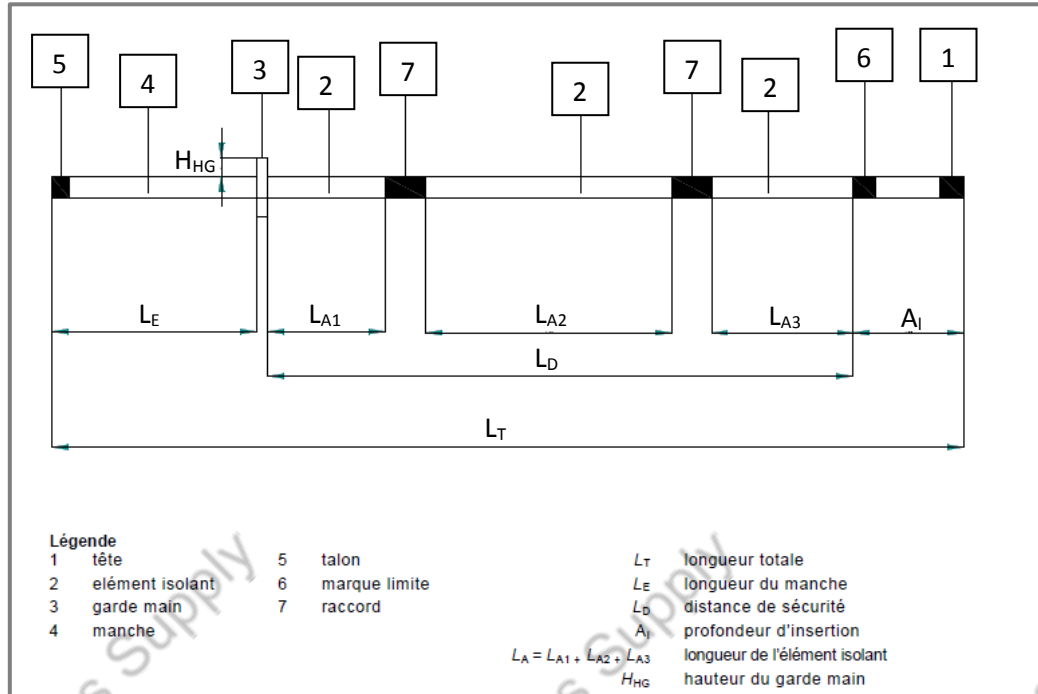 5
4
3
2
7
2
7
2
6
1
HHG
LE
LA1
LA2
LA3
AI
LD
LT
Légende
1 tête 5 talon LT longueur totale
2 elément isolant 6 marque limite LE longueur du manche
3 garde main 7 raccord LD distance de sécurité
4 manche AI profondeur d'insertion
LA = LA1 + LA2 + LA3 longueur de l'élément isolant
HHG hauteur du garde main
s Supply
s Supply